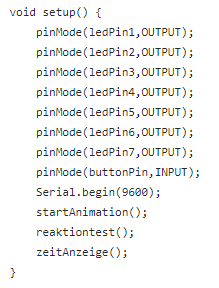 void setup() {
pinMode(ledPin1,OUTPUT);
pinMode(ledPin2,OUTPUT);
pinMode(ledPin3,OUTPUT);
pinMode(ledPin4,OUTPUT);
pinMode(ledPin5,OUTPUT);
pinMode(ledPin6,OUTPUT);
pinMode(ledPin7,OUTPUT);
pinMode(buttonPin,INPUT);
Serial.begin(9600);
startAnimation();
reaktiontest();
zeitAnzeige();
}